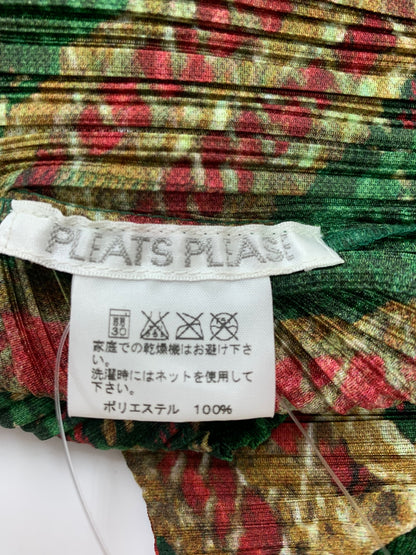 PLEATS PLEASE
30
家庭での乾燥機はお避け下さ
い。
洗濯時にはネットを使用して
下さい。
ポリエステル 100%